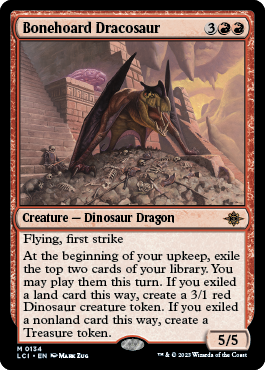 Bonehoard Dracosaur 3
Creature — Dinosaur Dragon
Flying, first strike
At the beginning of your upkeep, exile
the top two cards of your library. You
may play them this turn. If you exiled
a land card this way, create a 3/1 red
Dinosaur creature token. If you exiled
a nonland card this way, create a
Treasure token.
5/5
M 0134
LCI • EN Mark Zug ™ & © 2023 Wizards of the Coast